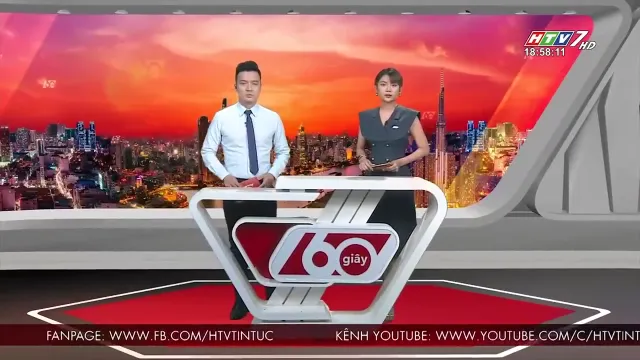 HTV7 HD
18:58:11
60 giây
FANPAGE: WWW.FB.COM/HTVTINTUC KÊNH YOUTUBE: WWW.YOUTUBE.COM/C/HTVTINT